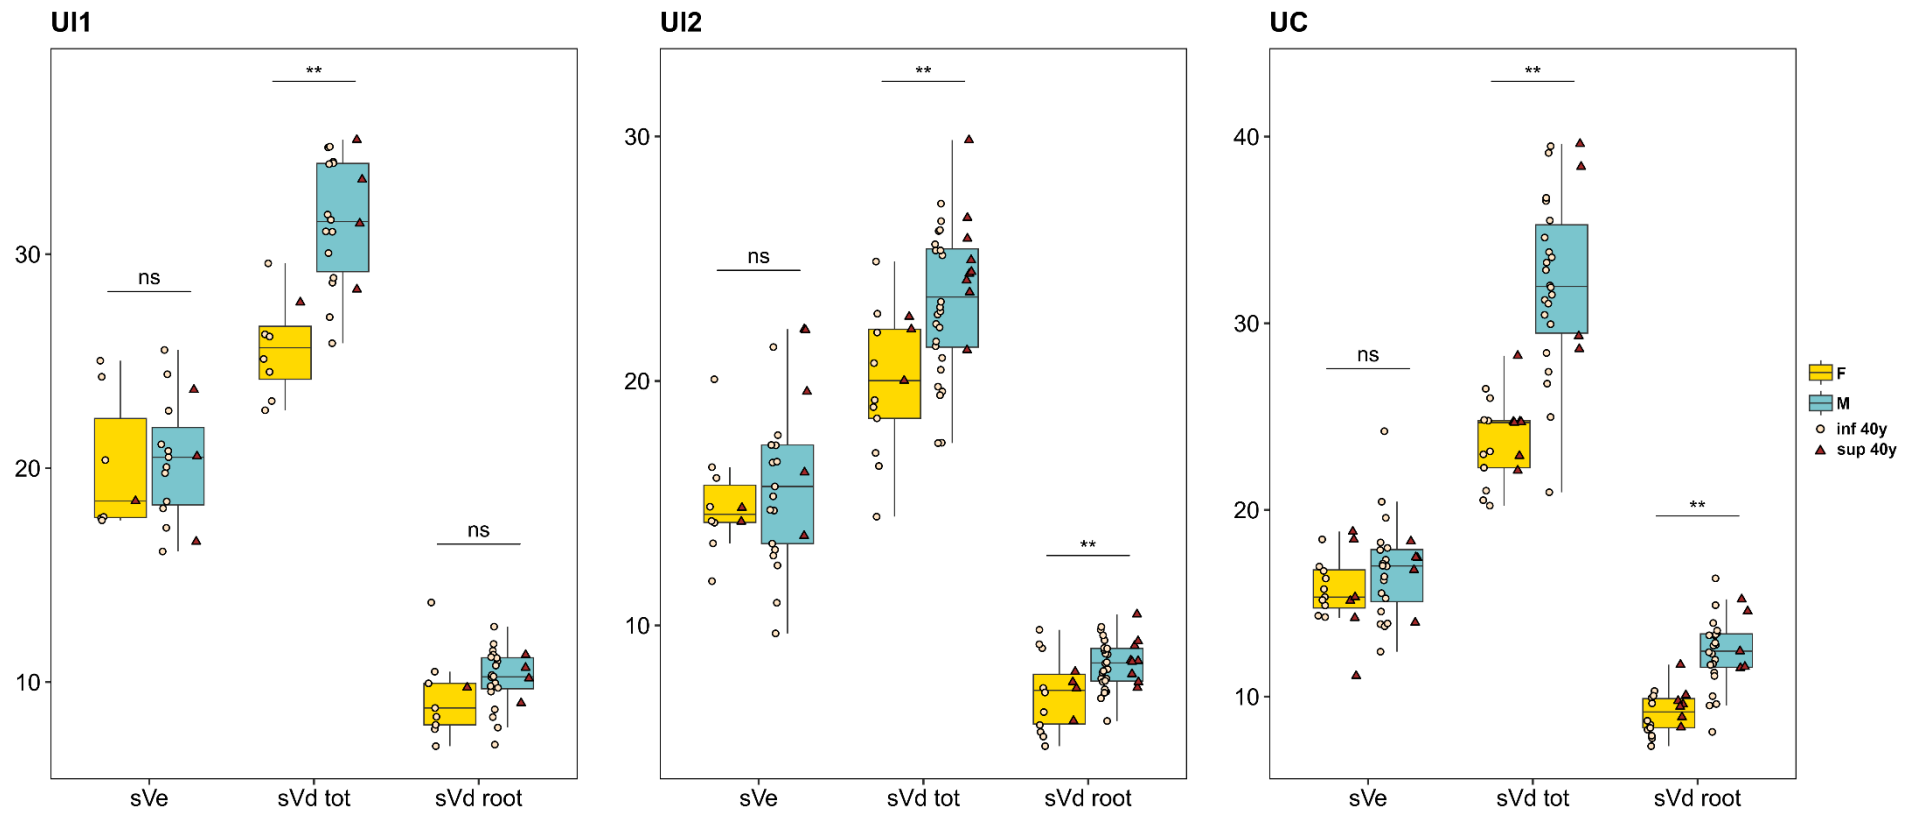 UI1
UI2
UC
30
20
10
ns
**
ns
sVe
sVd tot
sVd root
30
20
10
ns
**
**
sVe
sVd tot
sVd root
40
30
20
10
ns
**
**
sVe
sVd tot
sVd root
F
M
inf 40y
sup 40y